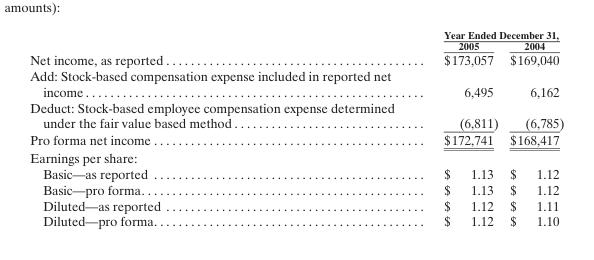 amounts):
Year Ended December 31,
2005 2004
Net income, as reported . . . . . . . . . . . . . . . . . . . . . . . . . . . . . . . . . . . . . . . . . $173,057 $169,040
Add: Stock-based compensation expense included in reported net
income . . . . . . . . . . . . . . . . . . . . . . . . . . . . . . . . . . . . . . . . . . . . . . . . . . . . . 6,495 6,162
Deduct: Stock-based employee compensation expense determined
under the fair value based method . . . . . . . . . . . . . . . . . . . . . . . . . . . . . . (6,811) (6,785)
Pro forma net income . . . . . . . . . . . . . . . . . . . . . . . . . . . . . . . . . . . . . . . . . . . $172,741 $168,417
Earnings per share:
Basic—as reported . . . . . . . . . . . . . . . . . . . . . . . . . . . . . . . . . . . . . . . . . . . $ 1.13 $ 1.12
Basic—pro forma. . . . . . . . . . . . . . . . . . . . . . . . . . . . . . . . . . . . . . . . . . . . . $ 1.13 $ 1.12
Diluted—as reported . . . . . . . . . . . . . . . . . . . . . . . . . . . . . . . . . . . . . . . . . $ 1.12 $ 1.11
Diluted—pro forma. . . . . . . . . . . . . . . . . . . . . . . . . . . . . . . . . . . . . . . . . . . $ 1.12 $ 1.10